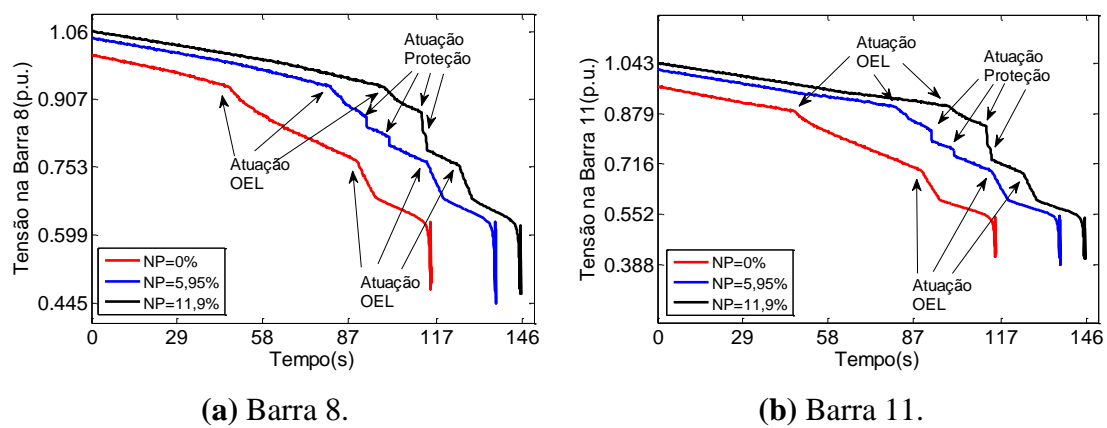 Tensão na Barra 8(p.u.)
1.06
0.907
0.753
0.599
0.445
Atuação
Proteção
Atuação
OEL
Atuação
OEL
NP=0%
NP=5,95%
NP=11,9%
0 29 58 87 117 146
Tempo(s)
(a) Barra 8.
Tensão na Barra 11(p.u.)
1.043
0.879
0.716
0.552
0.388
Atuação
OEL
Atuação
Proteção
Atuação
OEL
NP=0%
NP=5,95%
NP=11,9%
0 29 58 87 117 146
Tempo(s)
(b) Barra 11.